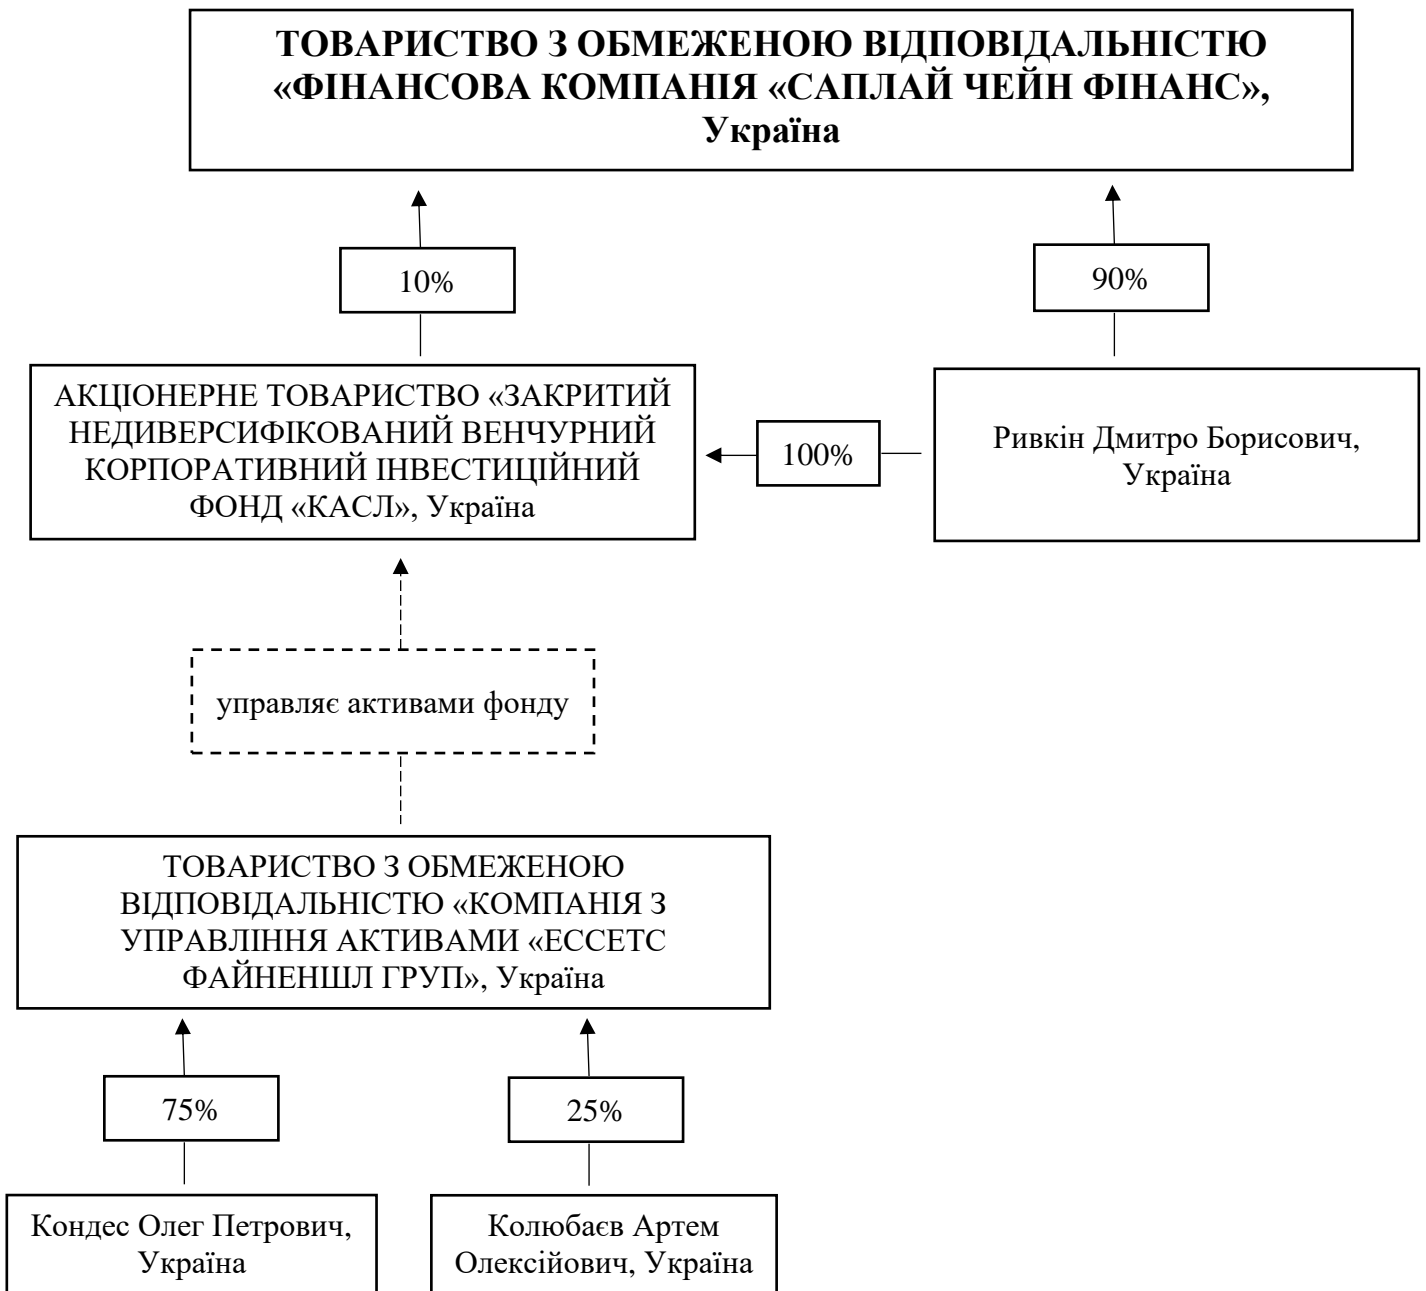 ТОВАРИСТВО З ОБМЕЖЕНОЮ ВІДПОВІДАЛЬНІСТЮ
«ФІНАНСОВА КОМПАНІЯ «САПЛАЙ ЧЕЙН ФІНАНС»,
Україна
10%
90%
АКЦІОНЕРНЕ ТОВАРИСТВО «ЗАКРИТИЙ
НЕДИВЕРСИФІКОВАНИЙ ВЕНЧУРНИЙ
КОРПОРАТИВНИЙ ІНВЕСТИЦІЙНИЙ
ФОНД «КАСЛ», Україна
100%
Ривкін Дмитро Борисович,
Україна
управляє активами фонду
ТОВАРИСТВО З ОБМЕЖЕНОЮ
ВІДПОВІДАЛЬНІСТЮ «КОМПАНІЯ З
УПРАВЛІННЯ АКТИВАМИ «ЕССЕТС
ФАЙНЕНШЛ ГРУП», Україна
75%
25%
Кондес Олег Петрович,
Україна
Колюбаєв Артем
Олексійович, Україна